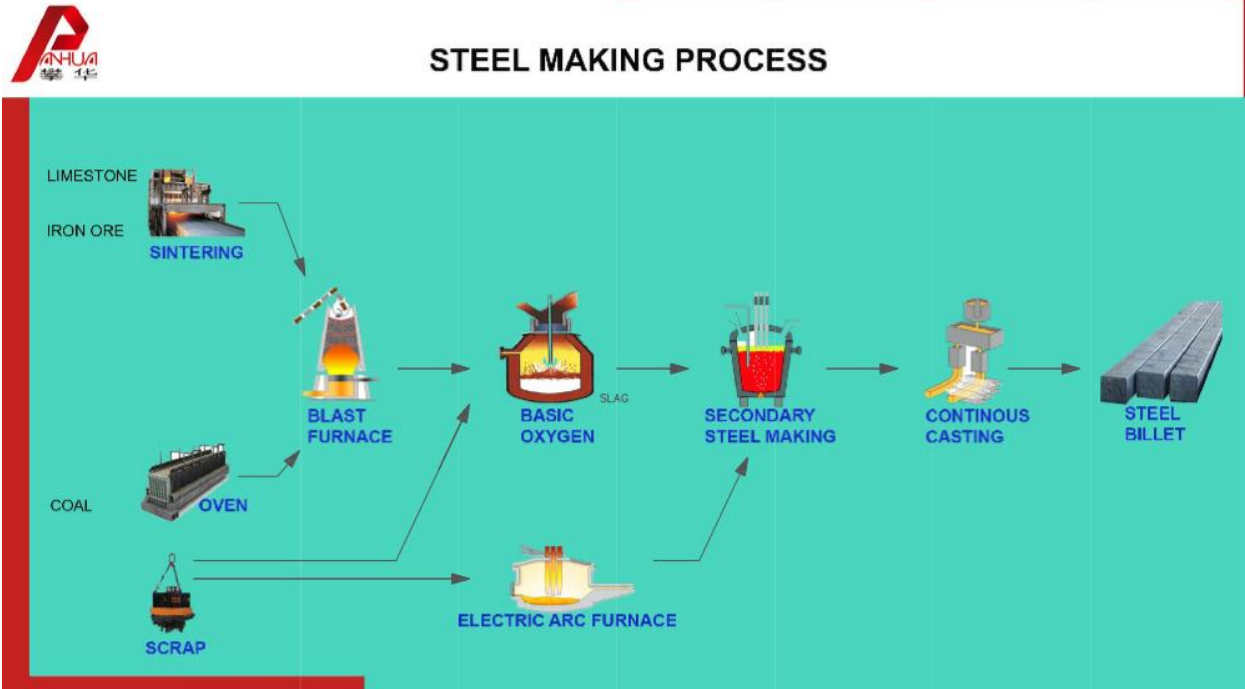 PANHUA
攀华
STEEL MAKING PROCESS
LIMESTONE
IRON ORE
SINTERING
BLAST
FURNACE
BASIC
OXYGEN
SLAG
SECONDARY
STEEL MAKING
CONTINOUS
CASTING
STEEL
BILLET
COAL
OVEN
SCRAP
ELECTRIC ARC FURNACE